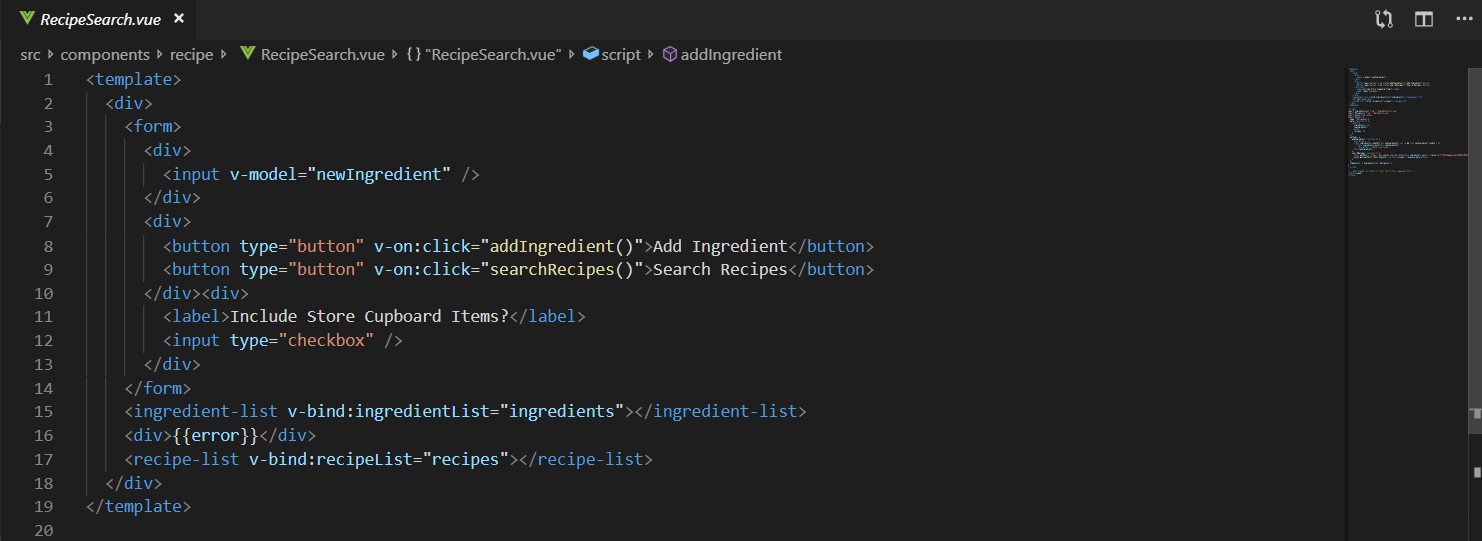 RecipeSearch.vue ×
src › components › recipe › RecipeSearch.vue › {} "RecipeSearch.vue" › script › addIngredient
1 <template>
2   <div>
3     <form>
4       <div>
5         <input v-model="newIngredient" />
6       </div>
7       <div>
8         <button type="button" v-on:click="addIngredient()">Add Ingredient</button>
9         <button type="button" v-on:click="searchRecipes()">Search Recipes</button>
10       </div><div>
11         <label>Include Store Cupboard Items?</label>
12         <input type="checkbox" />
13       </div>
14     </form>
15     <ingredient-list v-bind:ingredientList="ingredients"></ingredient-list>
16     <div>{{error}}</div>
17     <recipe-list v-bind:recipeList="recipes"></recipe-list>
18   </div>
19 </template>
20